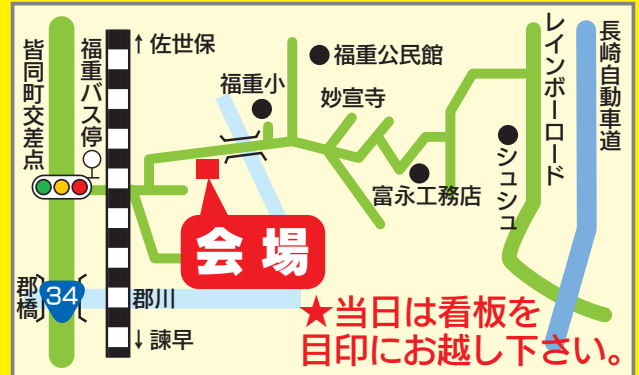 皆同町交差点
福重バス停
↑佐世保
福重小
福重公民館
妙宣寺
富永工務店
シュシュ
レインボーロード
長崎自動車道
会場
郡橋
34
郡川
↓諫早
★当日は看板を
目印にお越し下さい。